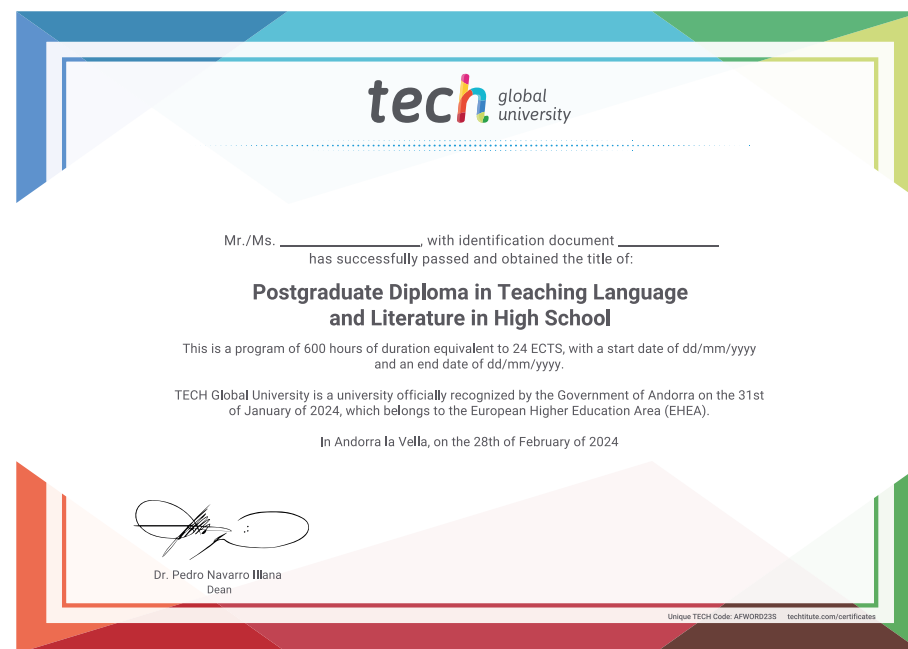 tech global university
Mr./Ms. ____________, with identification document ____________
has successfully passed and obtained the title of:
Postgraduate Diploma in Teaching Language
and Literature in High School
This is a program of 600 hours of duration equivalent to 24 ECTS, with a start date of dd/mm/yyyy
and an end date of dd/mm/yyyy.
TECH Global University is a university officially recognized by the Government of Andorra on the 31st
of January of 2024, which belongs to the European Higher Education Area (EHEA).
In Andorra la Vella, on the 28th of February of 2024
Dr. Pedro Navarro Illana
Dean
Unique TECH Code: AFWORD23S techtitute.com/certificates